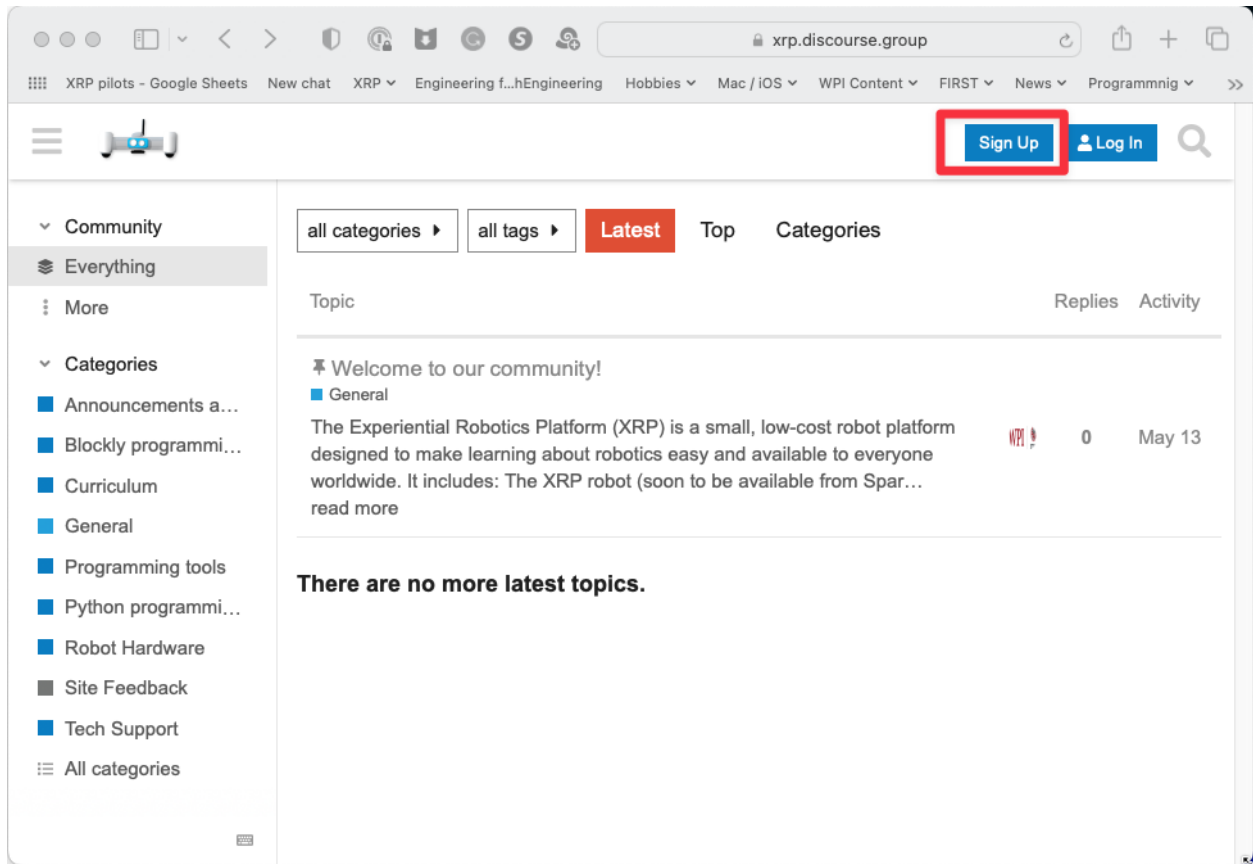 xrp.discourse.group
XRP pilots - Google Sheets New chat XRP Engineering f...hEngineering Hobbies Mac / iOS WPI Content FIRST News Programmnig
Sign Up Log In
Community
Everything
More
Categories
Announcements a...
Blockly programmi...
Curriculum
General
Programming tools
Python programmi...
Robot Hardware
Site Feedback
Tech Support
All categories
all categories all tags Latest Top Categories
Topic Replies Activity
Welcome to our community!
General
The Experiential Robotics Platform (XRP) is a small, low-cost robot platform
designed to make learning about robotics easy and available to everyone
worldwide. It includes: The XRP robot (soon to be available from Spar...
read more
WPI 0 May 13
There are no more latest topics.